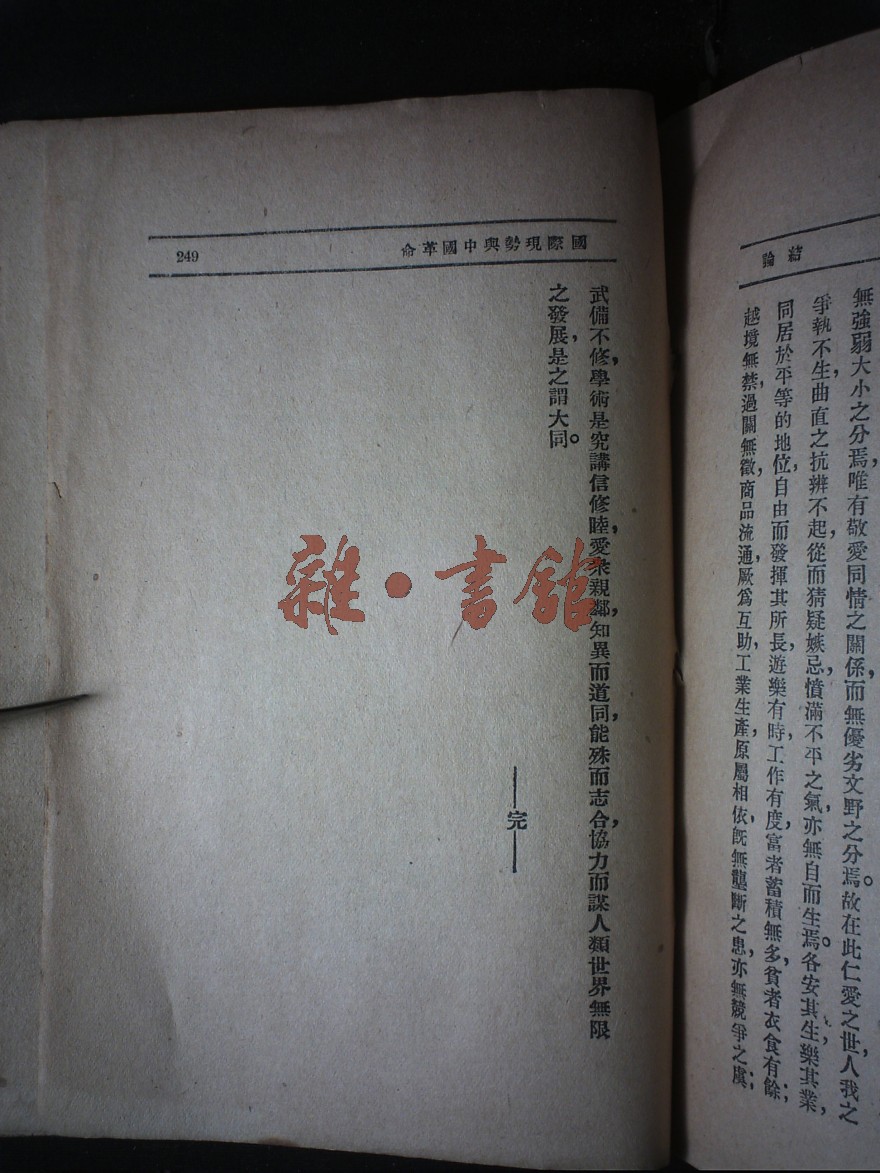 結論
無強弱大小之分焉,唯有敬愛同情之關係,而無優劣文野之分焉。故在此仁愛之世,人我之
爭執不生,曲直之抗辨不起,從而猜疑嫉忌,憤滿不平之氣,亦無自而生焉。各安其生,樂其業,
同居於平等的地位,自由而發揮其所長,遊樂有時,工作有度,富者蓄積無多,貧者衣食有餘;
越境無禁,過關無徵,商品流通,厥爲互助,工業生產,原屬相依,既無壟斷之患,亦無競爭之虞;
國際現勢與中國革命
249
武備不修,學術是究,講信修睦,愛衆親鄰,知異而道同,能殊而志合,協力而謀人類世界無限
之發展,是之謂大同。
——完——
雜·書館